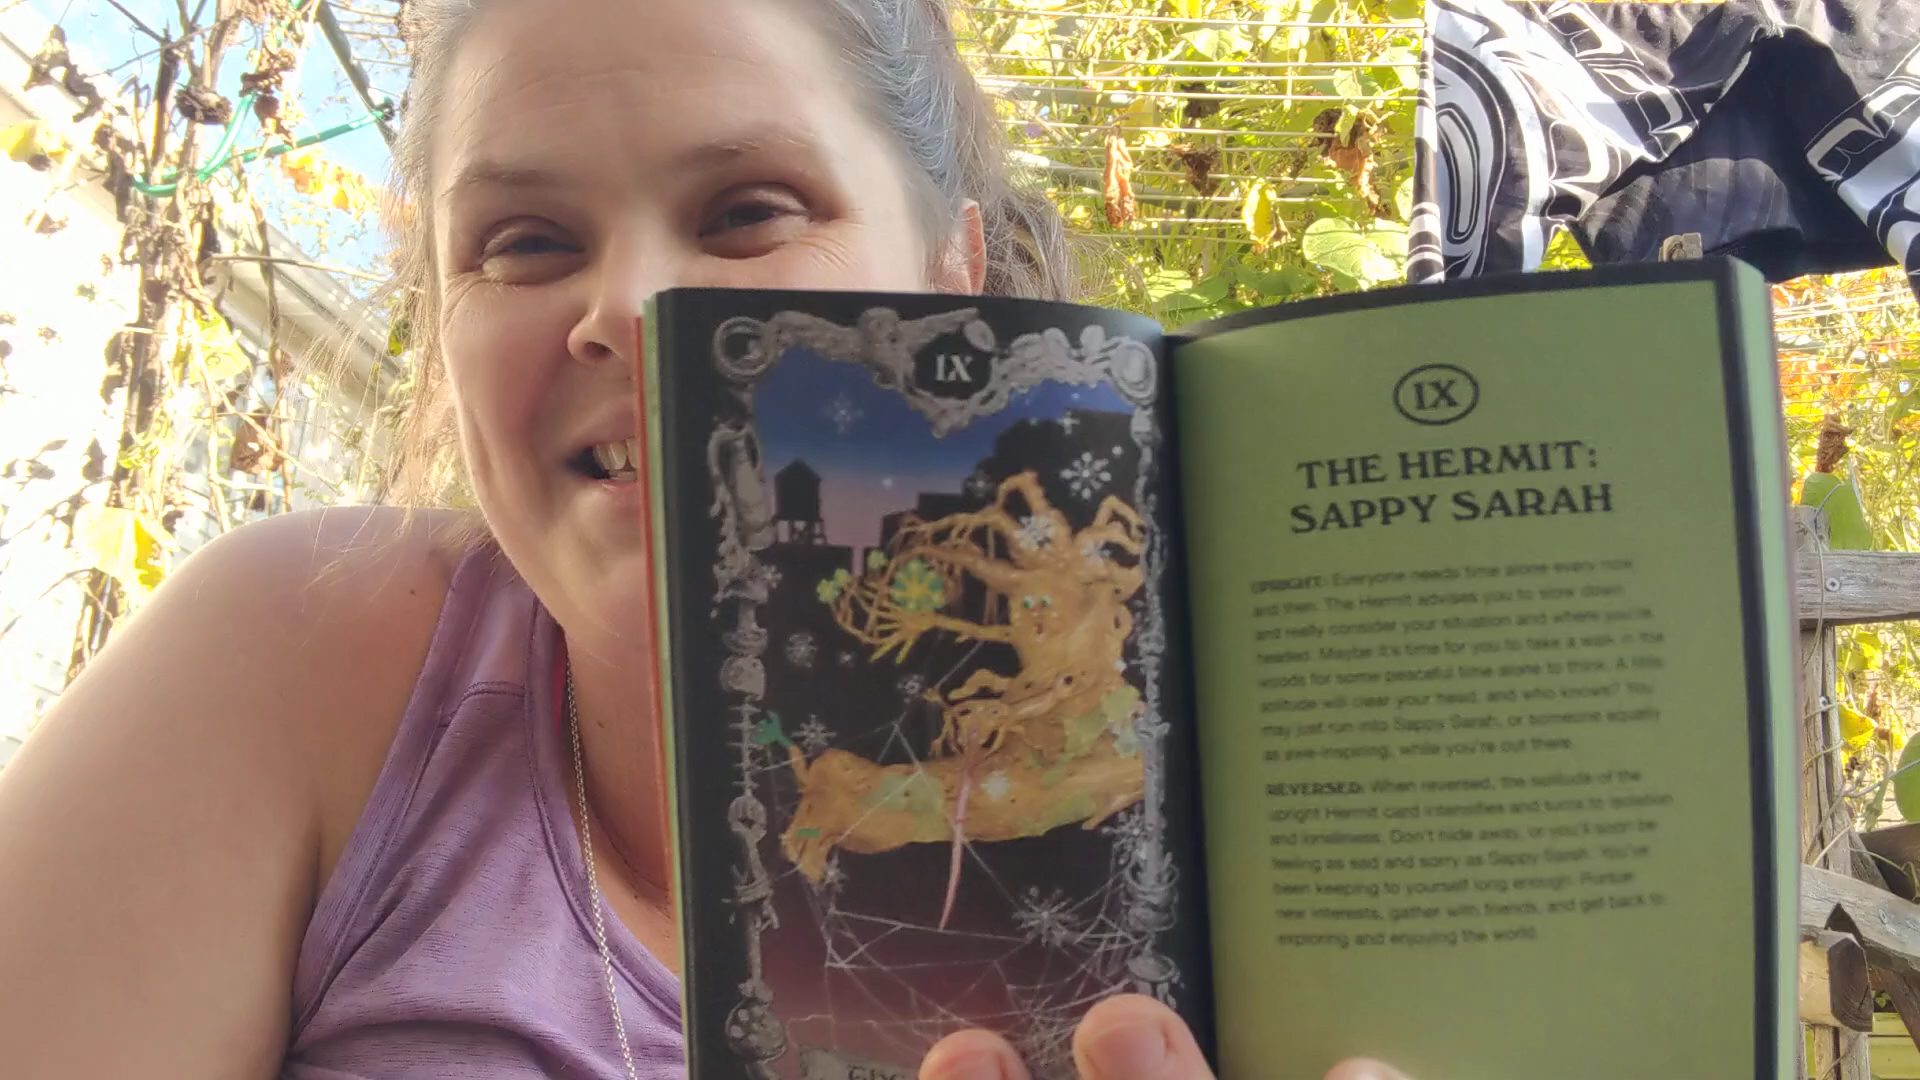 IX
The
IX
THE HERMIT:
SAPPY SARAH
UPRIGHT: Everyone needs time alone every now
and then. The Hermit advises you to slow down
and really consider your situation and where you're
headed. Maybe it's time for you to take a walk in the
woods for some peaceful time alone to think. A little
solitude will clear your head, and who knows? You
may just run into Sappy Sarah, or someone equally
as awe-inspiring, while you're out there.
REVERSED: When reversed, the solitude of the
upright Hermit card intensifies and turns to isolation
and loneliness. Don't hide away, or you'll soon be
feeling as sad and sorry as Sappy Sarah. You've
been keeping to yourself long enough. Pursue
new interests, gather with friends, and get back to
exploring and enjoying the world.